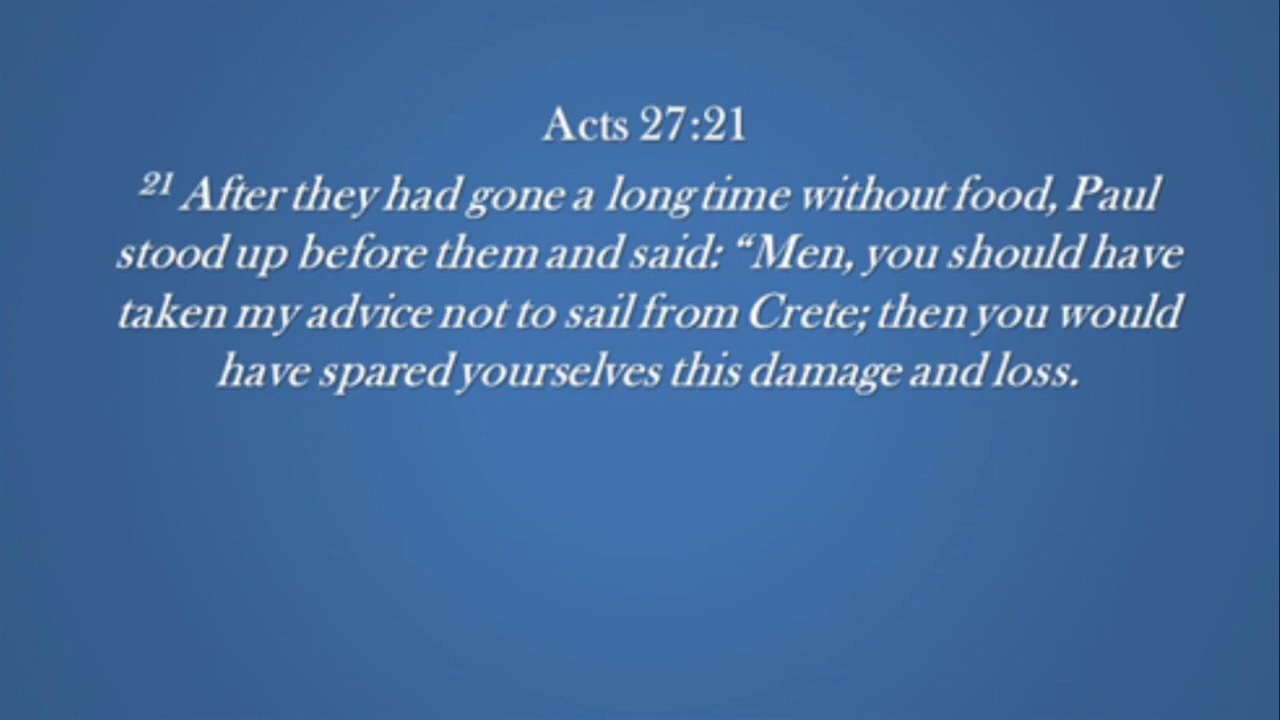 Acts 27:21
21 After they had gone a long time without food, Paul
stood up before them and said: “Men, you should have
taken my advice not to sail from Crete; then you would
have spared yourselves this damage and loss.